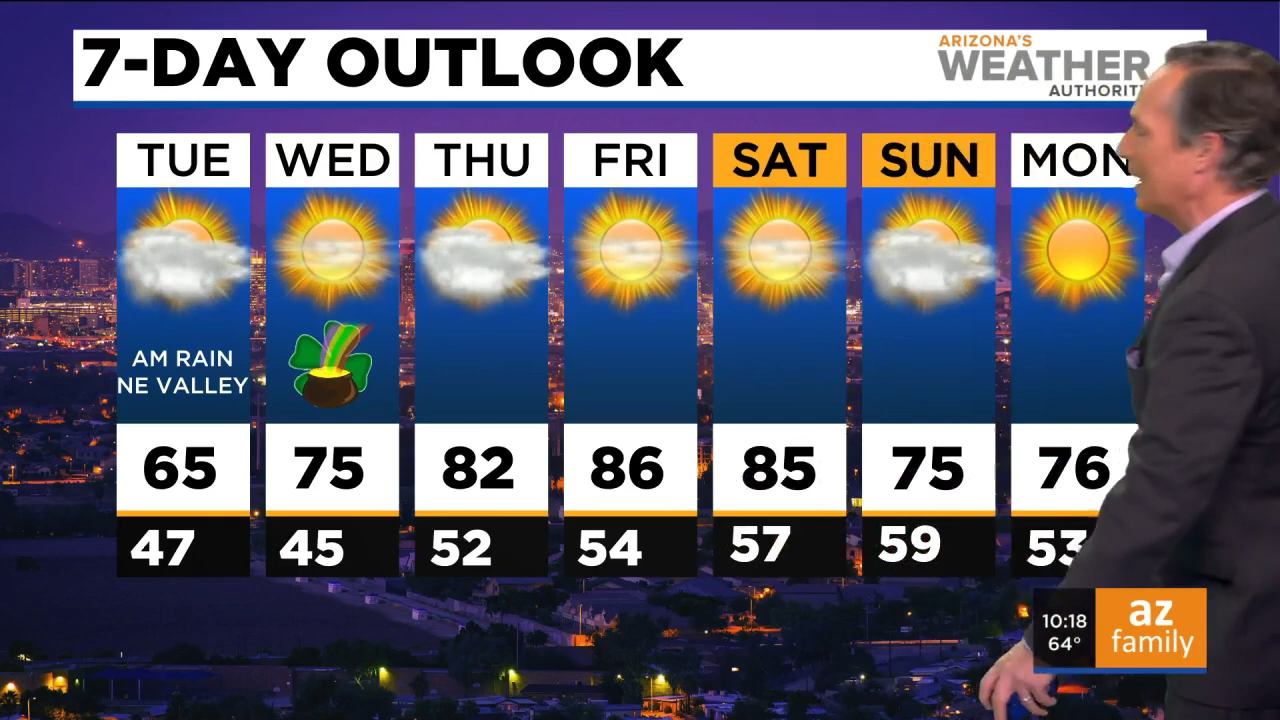 7-DAY OUTLOOK
ARIZONA'S
WEATHER
AUTHORITY
TUE WED THU FRI SAT SUN MON
AM RAIN
NE VALLEY
65 75 82 86 85 75 76
47 45 52 54 57 59 53
10:18
64°
az
family